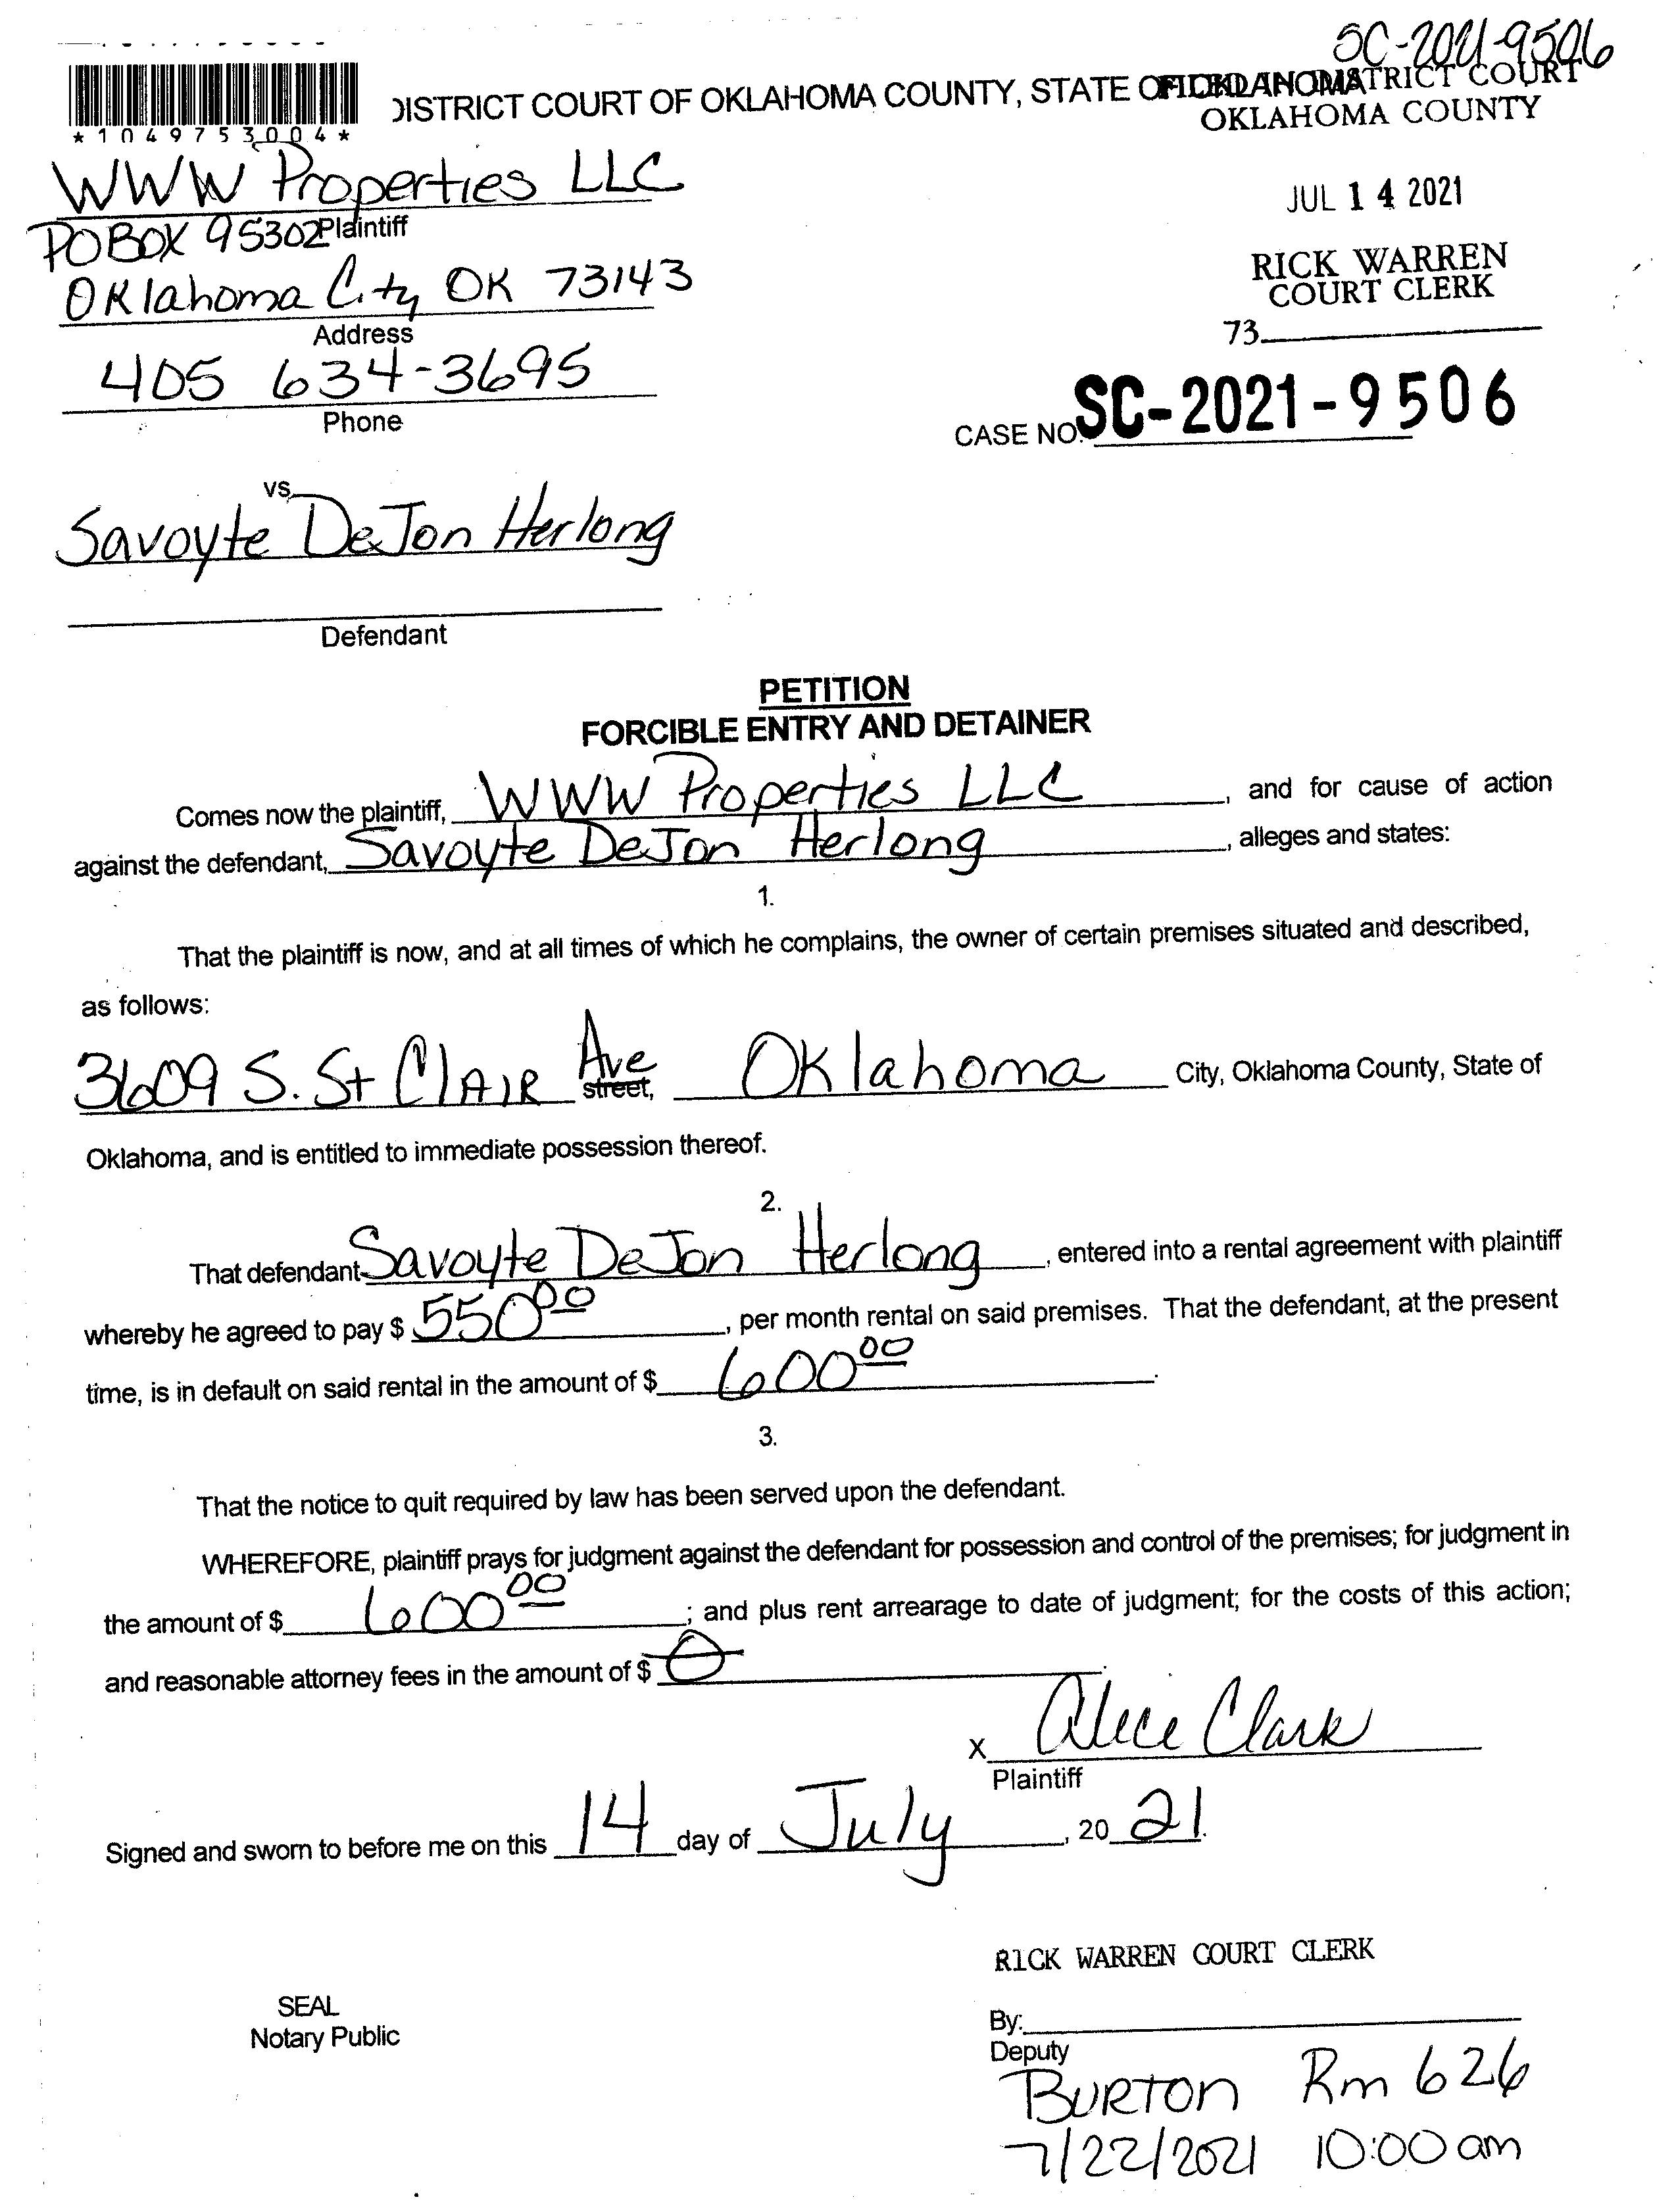 SC-2021-9506
*1049753004*
DISTRICT COURT OF OKLAHOMA COUNTY, STATE OF OKLAHOMA
FILED IN DISTRICT COURT
OKLAHOMA COUNTY
WWW Properties LLC
PO BOX 95302 Plaintiff
JUL 14 2021
Oklahoma City OK 73143
Address
RICK WARREN
COURT CLERK
73
405 634-3695
Phone
CASE NO. SC-2021-9506
vs.
Savoyte DeJon Herlong
Defendant
PETITION
FORCIBLE ENTRY AND DETAINER
Comes now the plaintiff, WWW Properties LLC, and for cause of action
against the defendant, Savoyte DeJon Herlong, alleges and states:
1.
That the plaintiff is now, and at all times of which he complains, the owner of certain premises situated and described,
as follows:
3609 S. St ClAIR Ave street, Oklahoma City, Oklahoma County, State of
Oklahoma, and is entitled to immediate possession thereof.
2.
That defendant Savoyte DeJon Herlong, entered into a rental agreement with plaintiff
whereby he agreed to pay $ 550 00, per month rental on said premises. That the defendant, at the present
time, is in default on said rental in the amount of $ 600 00.
3.
That the notice to quit required by law has been served upon the defendant.
WHEREFORE, plaintiff prays for judgment against the defendant for possession and control of the premises; for judgment in
the amount of $ 600 00; and plus rent arrearage to date of judgment; for the costs of this action;
and reasonable attorney fees in the amount of $ 0.
x Alice Clark
Plaintiff
Signed and sworn to before me on this 14 day of July, 20 21.
RICK WARREN COURT CLERK
SEAL
Notary Public
By:
Deputy
BURTON Rm 626
7/22/2021 10:00 am